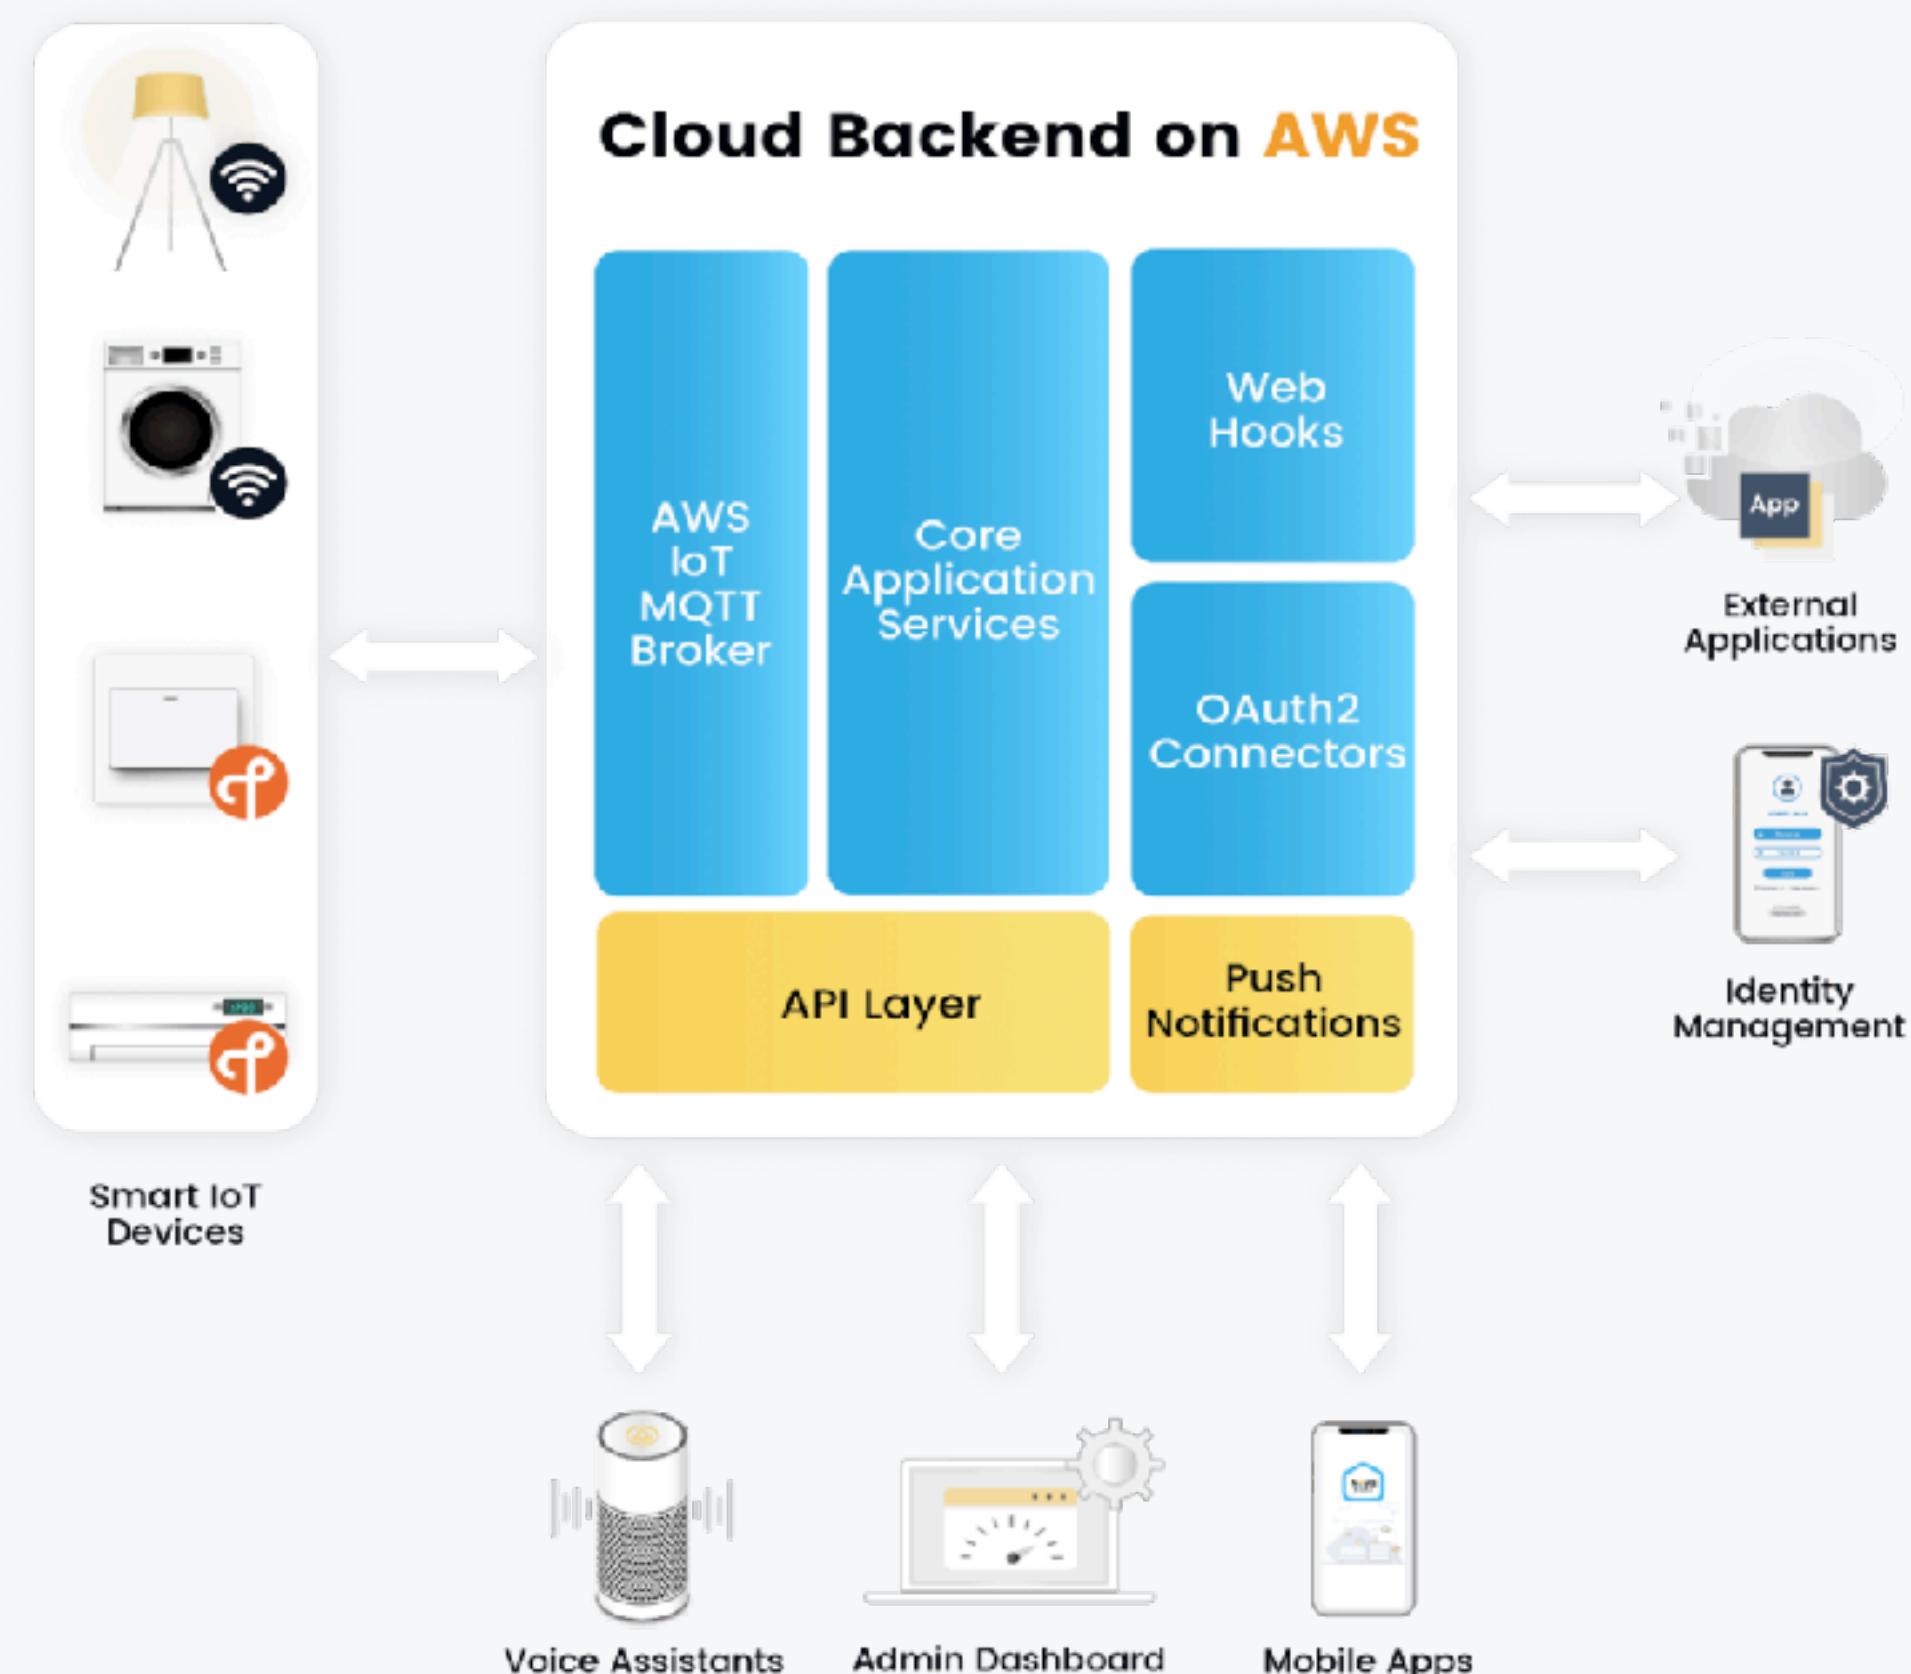 Cloud Backend on AWS
AWS
IoT
MQTT
Broker
Core
Application
Services
Web
Hooks
OAuth2
Connectors
API Layer
Push
Notifications
Smart IoT
Devices
App
External
Applications
Identity
Management
Voice Assistants
Admin Dashboard
Mobile Apps